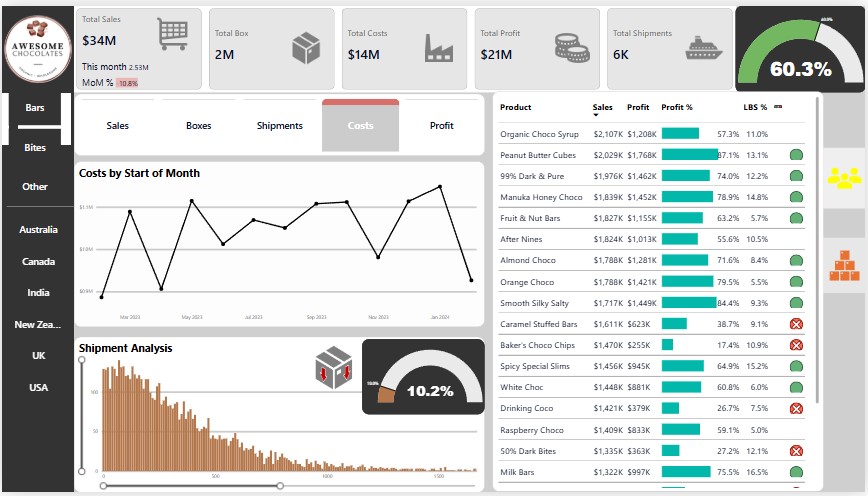 AWESOME
CHOCOLATES
Bars
Bites
Other
Australia
Canada
India
New Zea...
UK
USA
Total Sales
$34M
This month 2.53M
MoM % 10.8%
Total Box
2M
Total Costs
$14M
Total Profit
$21M
Total Shipments
6K
60.0%
60.3%
Sales Boxes Shipments Costs Profit
Costs by Start of Month
$1.1M
$1.0M
$0.9M
Mar 2023 May 2023 Jul 2023 Sep 2023 Nov 2023 Jan 2024
Shipment Analysis
100
50
0
0 500 1000 1500
10.0%
10.2%
Product Sales Profit Profit % LBS %
Organic Choco Syrup $2,107K $1,208K 57.3% 11.0%
Peanut Butter Cubes $2,029K $1,768K 87.1% 13.1%
99% Dark & Pure $1,976K $1,462K 74.0% 12.2%
Manuka Honey Choco $1,839K $1,452K 78.9% 14.8%
Fruit & Nut Bars $1,827K $1,155K 63.2% 5.7%
After Nines $1,824K $1,013K 55.6% 10.5%
Almond Choco $1,788K $1,281K 71.6% 8.4%
Orange Choco $1,788K $1,421K 79.5% 5.5%
Smooth Silky Salty $1,717K $1,449K 84.4% 9.3%
Caramel Stuffed Bars $1,611K $623K 38.7% 9.1%
Baker's Choco Chips $1,470K $255K 17.4% 10.9%
Spicy Special Slims $1,456K $945K 64.9% 15.2%
White Choc $1,448K $881K 60.8% 6.0%
Drinking Coco $1,421K $379K 26.7% 7.5%
Raspberry Choco $1,409K $833K 59.1% 5.0%
50% Dark Bites $1,335K $363K 27.2% 12.1%
Milk Bars $1,322K $997K 75.5% 16.5%